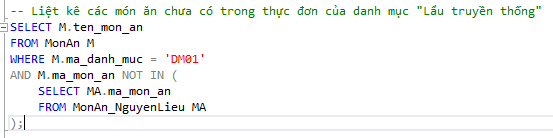 -- Liệt kê các món ăn chưa có trong thực đơn của danh mục "Lẩu truyền thống"
SELECT M.ten_mon_an
FROM MonAn M
WHERE M.ma_danh_muc = 'DM01'
AND M.ma_mon_an NOT IN (
    SELECT MA.ma_mon_an
    FROM MonAn_NguyenLieu MA
);